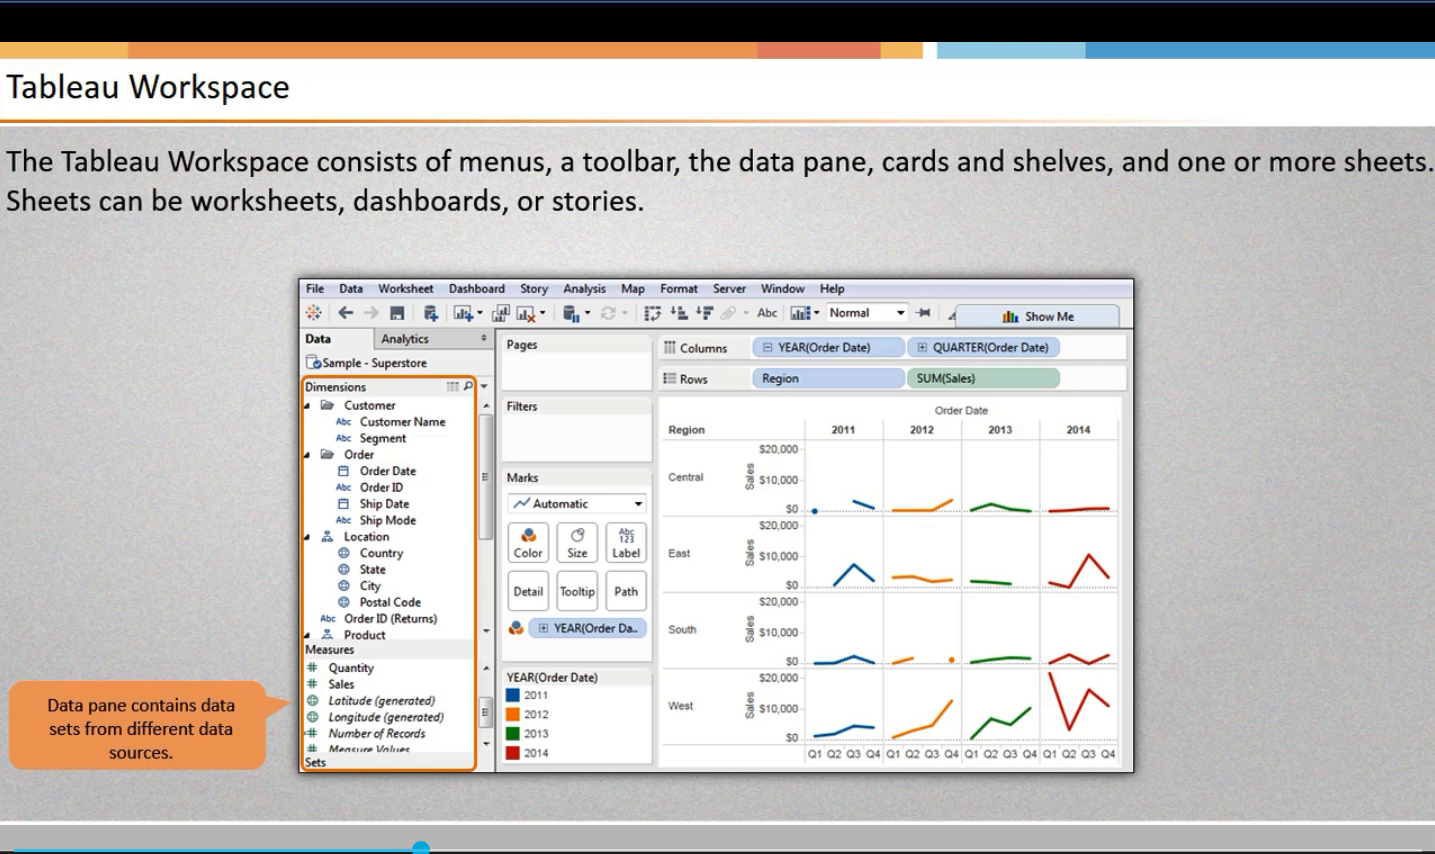 Tableau Workspace
The Tableau Workspace consists of menus, a toolbar, the data pane, cards and shelves, and one or more sheets.
Sheets can be worksheets, dashboards, or stories.
File Data Worksheet Dashboard Story Analysis Map Format Server Window Help
Abc Normal Show Me
Data Analytics
Sample - Superstore
Dimensions
Customer
Abc Customer Name
Abc Segment
Order
Order Date
Abc Order ID
Ship Date
Abc Ship Mode
Location
Country
State
City
Postal Code
Abc Order ID (Returns)
Product
Measures
# Quantity
# Sales
Latitude (generated)
Longitude (generated)
# Number of Records
# Measure Values
Sets
Data pane contains data
sets from different data
sources.
Pages
Filters
Marks
Automatic
Color Size Abc 123 Label
Detail Tooltip Path
YEAR(Order Da..
YEAR(Order Date)
2011
2012
2013
2014
Columns YEAR(Order Date) QUARTER(Order Date)
Rows Region SUM(Sales)
Order Date
Region 2011 2012 2013 2014
Central Sales $20,000 $10,000 $0
East Sales $20,000 $10,000 $0
South Sales $20,000 $10,000 $0
West Sales $20,000 $10,000 $0
Q1 Q2 Q3 Q4 Q1 Q2 Q3 Q4 Q1 Q2 Q3 Q4 Q1 Q2 Q3 Q4